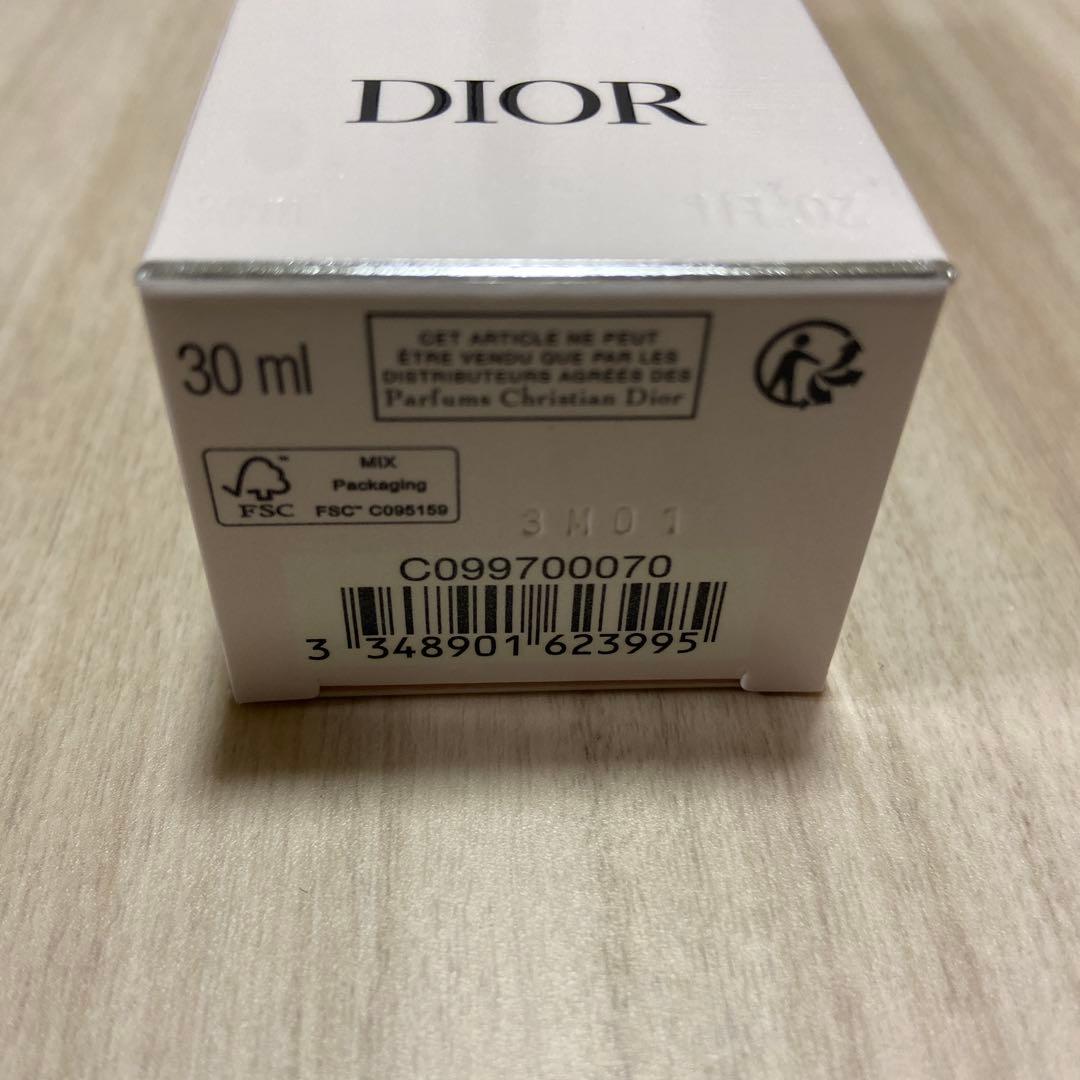 DIOR
30 ml
CET ARTICLE NE PEUT
ÊTRE VENDU QUE PAR LES
DISTRIBUTEURS AGRÉÉS DES
Parfums Christian Dior
FSC™
MIX
Packaging
FSC™ C095159
3M01
C099700070
3 348901 623995